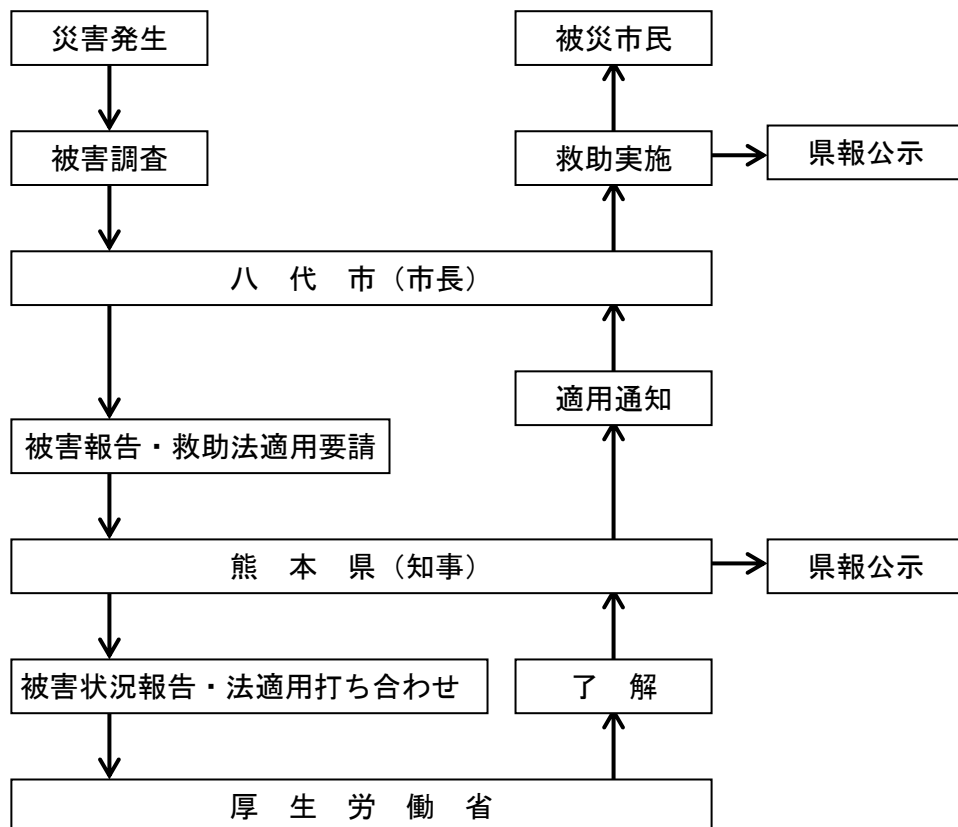 災害発生
被災市民
被害調査
救助実施
県報公示
八　代　市（市長）
適用通知
被害報告・救助法適用要請
熊　本　県（知事）
県報公示
被害状況報告・法適用打ち合わせ
了　解
厚　生　労　働　省